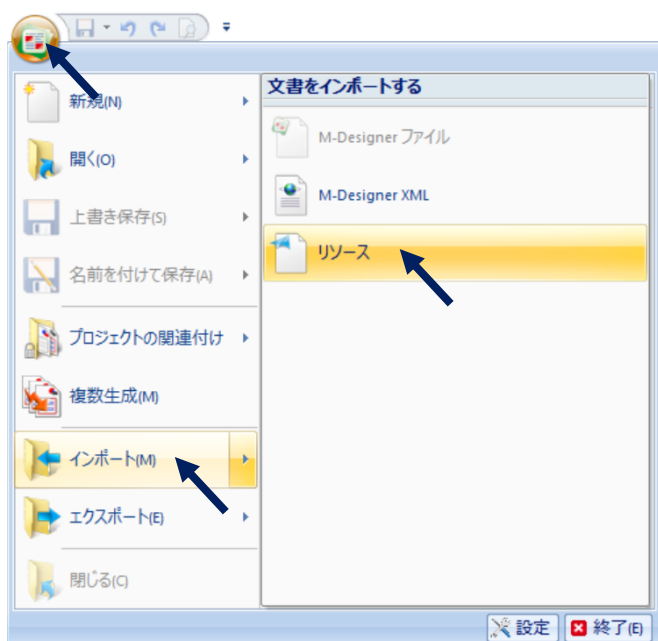 新規(N)
開く(O)
上書き保存(S)
名前を付けて保存(A)
プロジェクトの関連付け
複数生成(M)
インポート(M)
エクスポート(E)
閉じる(C)
文書をインポートする
M-Designer ファイル
M-Designer XML
リソース
設定
終了(E)